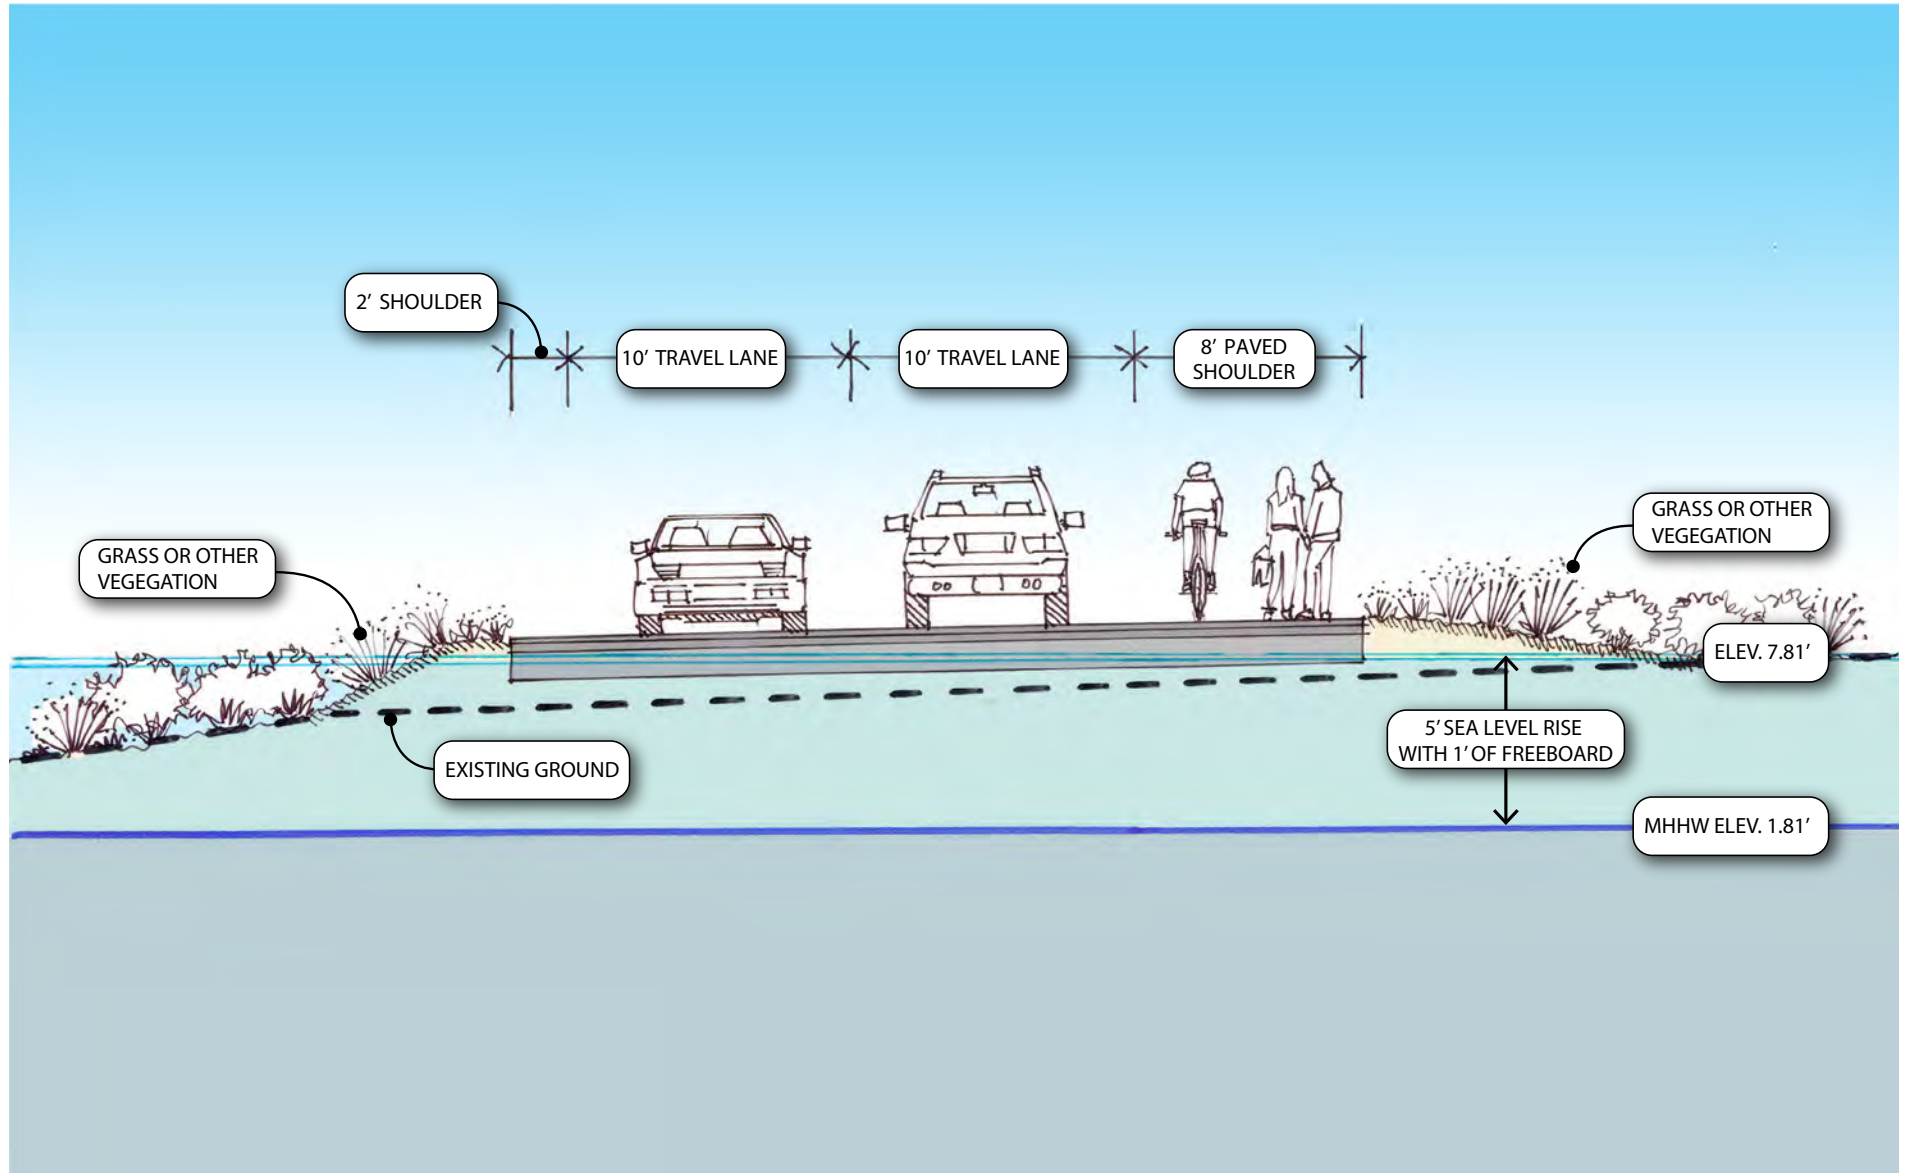 2’ SHOULDER
10’ TRAVEL LANE
10’ TRAVEL LANE
8’ PAVED
SHOULDER
GRASS OR OTHER
VEGEGATION
GRASS OR OTHER
VEGEGATION
ELEV. 7.81’
5’ SEA LEVEL RISE
WITH 1’ OF FREEBOARD
EXISTING GROUND
MHHW ELEV. 1.81’